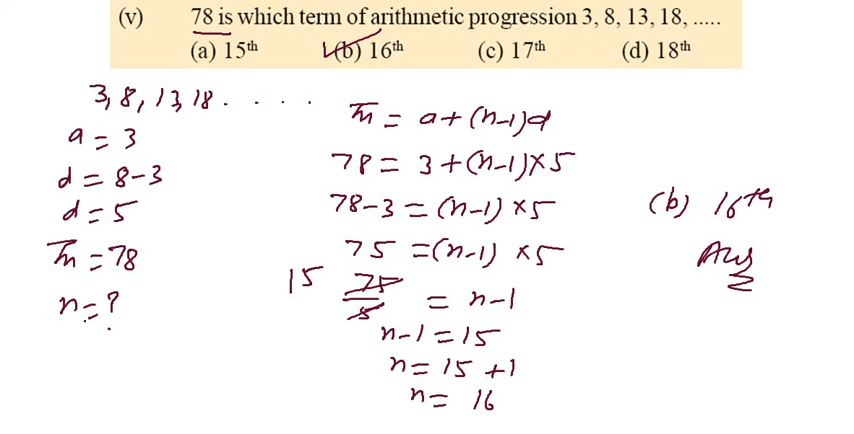 (v) 78 is which term of arithmetic progression 3, 8, 13, 18, .....
(a) 15th (b) 16th (c) 17th (d) 18th
3, 8, 13, 18 . . . .
a = 3
d = 8-3
d = 5
Tn = 78
n = ?
Tn = a+(n-1)d
78 = 3+(n-1)×5
78-3 = (n-1)×5
75 = (n-1)×5
15 75/5 = n-1
n-1 = 15
n = 15+1
n = 16
(b) 16th
Ans